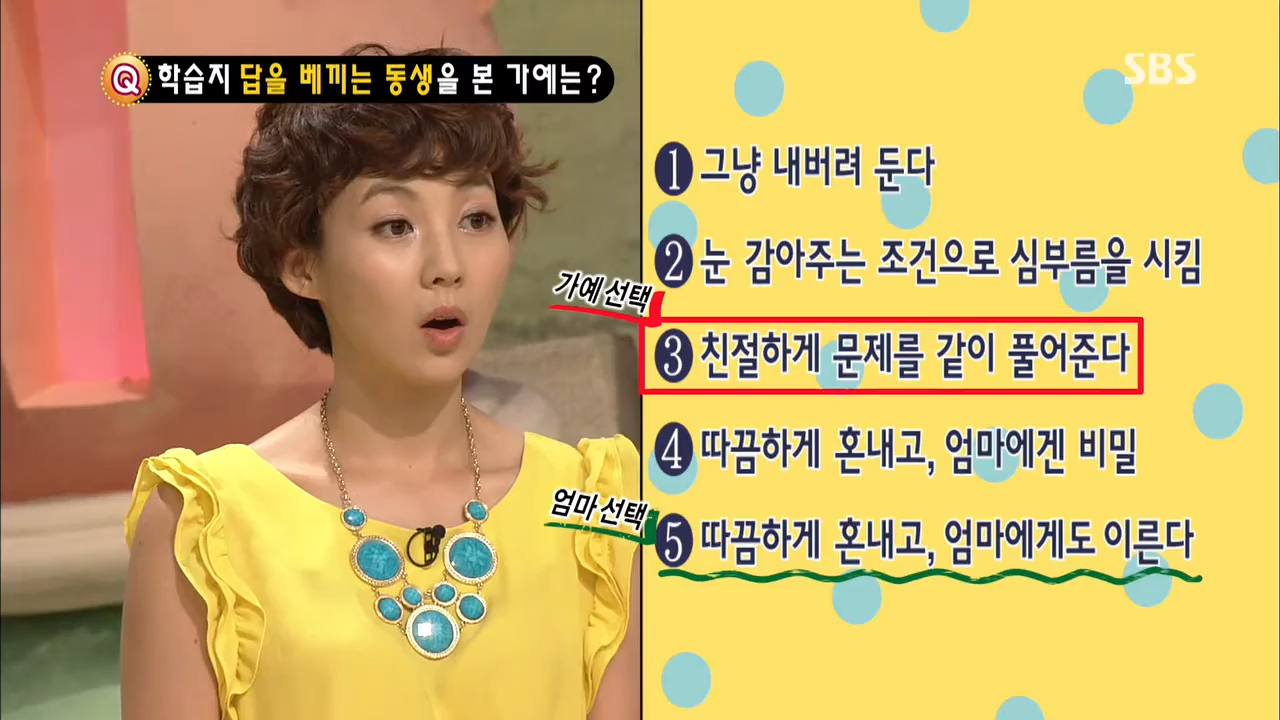 Q 학습지 답을 베끼는 동생을 본 가예는?
SBS
1 그냥 내버려 둔다
2 눈 감아주는 조건으로 심부름을 시킴
가예 선택
3 친절하게 문제를 같이 풀어준다
4 따끔하게 혼내고, 엄마에겐 비밀
엄마 선택
5 따끔하게 혼내고, 엄마에게도 이른다